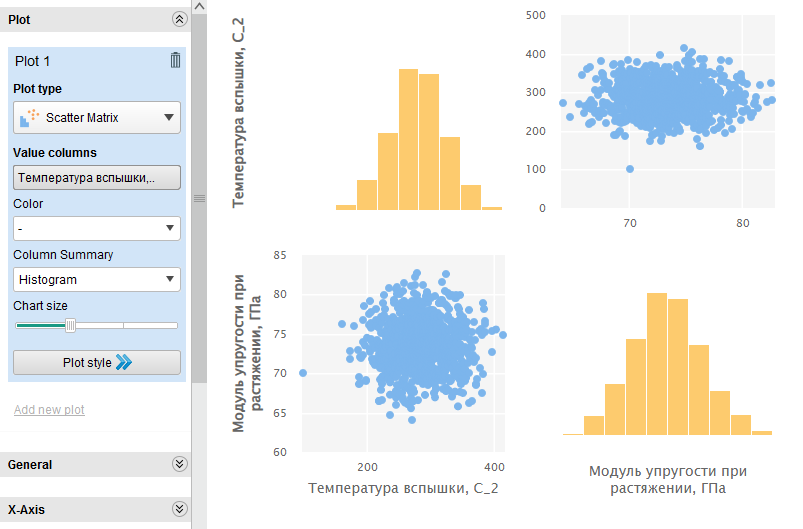 Plot
Plot 1
Plot type
Scatter Matrix
Value columns
Температура вспышки,..
Color
-
Column Summary
Histogram
Chart size
Plot style
Add new plot
General
X-Axis
Температура вспышки, С_2
500
400
300
200
100
0
70
80
Модуль упругости при
растяжении, ГПа
85
80
75
70
65
60
200
400
Температура вспышки, С_2
Модуль упругости при
растяжении, ГПа